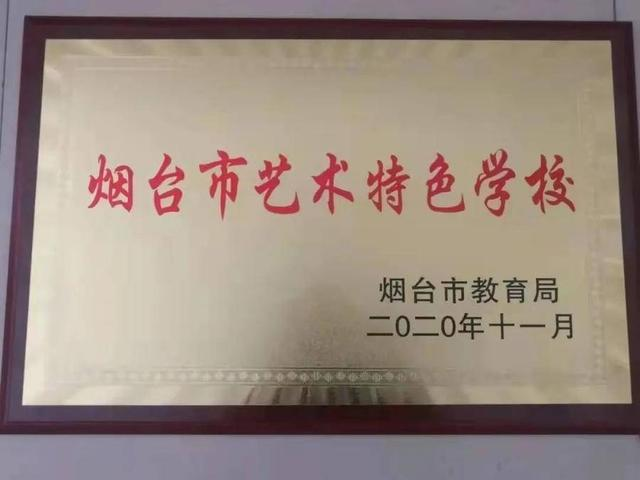 烟台市艺术特色学校
烟台市教育局
二〇二〇年十一月